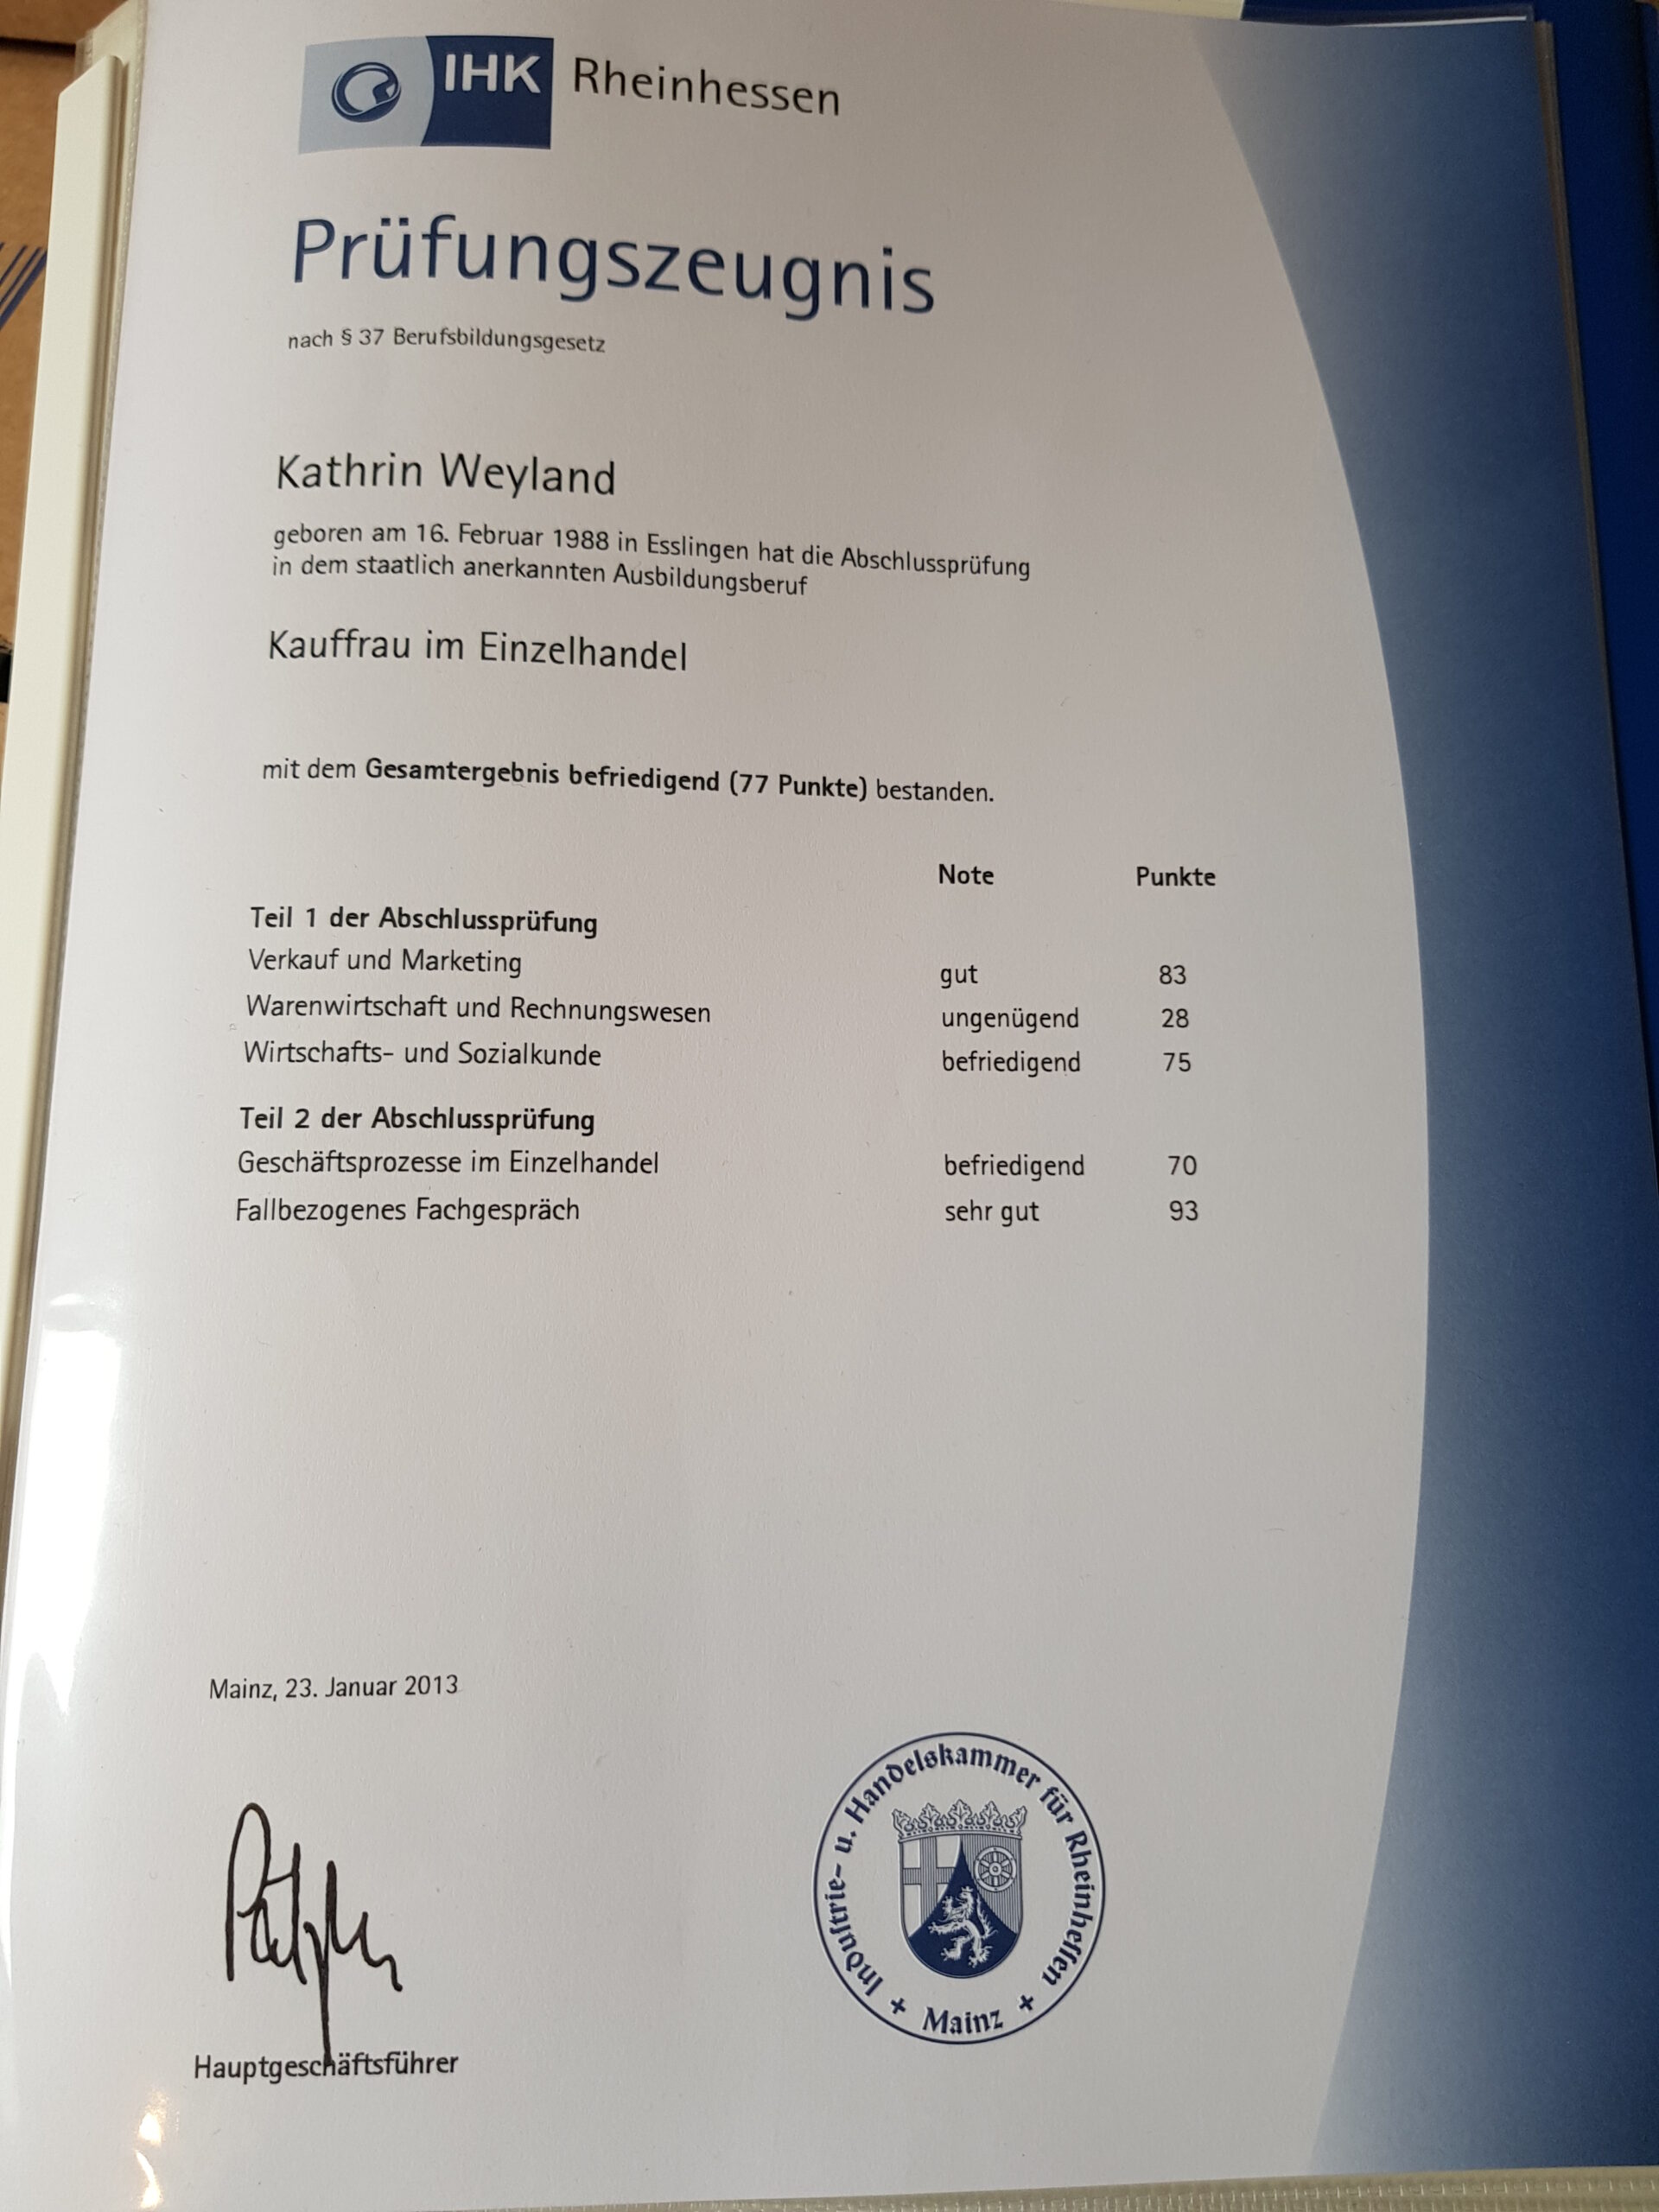 IHK Rheinhessen
Prüfungszeugnis
nach § 37 Berufsbildungsgesetz
Kathrin Weyland
geboren am 16. Februar 1988 in Esslingen hat die Abschlussprüfung
in dem staatlich anerkannten Ausbildungsberuf
Kauffrau im Einzelhandel
mit dem Gesamtergebnis befriedigend (77 Punkte) bestanden.
Note Punkte
Teil 1 der Abschlussprüfung
Verkauf und Marketing gut 83
Warenwirtschaft und Rechnungswesen ungenügend 28
Wirtschafts- und Sozialkunde befriedigend 75
Teil 2 der Abschlussprüfung
Geschäftsprozesse im Einzelhandel befriedigend 70
Fallbezogenes Fachgespräch sehr gut 93
Mainz, 23. Januar 2013
Hauptgeschäftsführer
Induſtrie- u. Handelskammer für Rheinheſſen
+ Mainz +